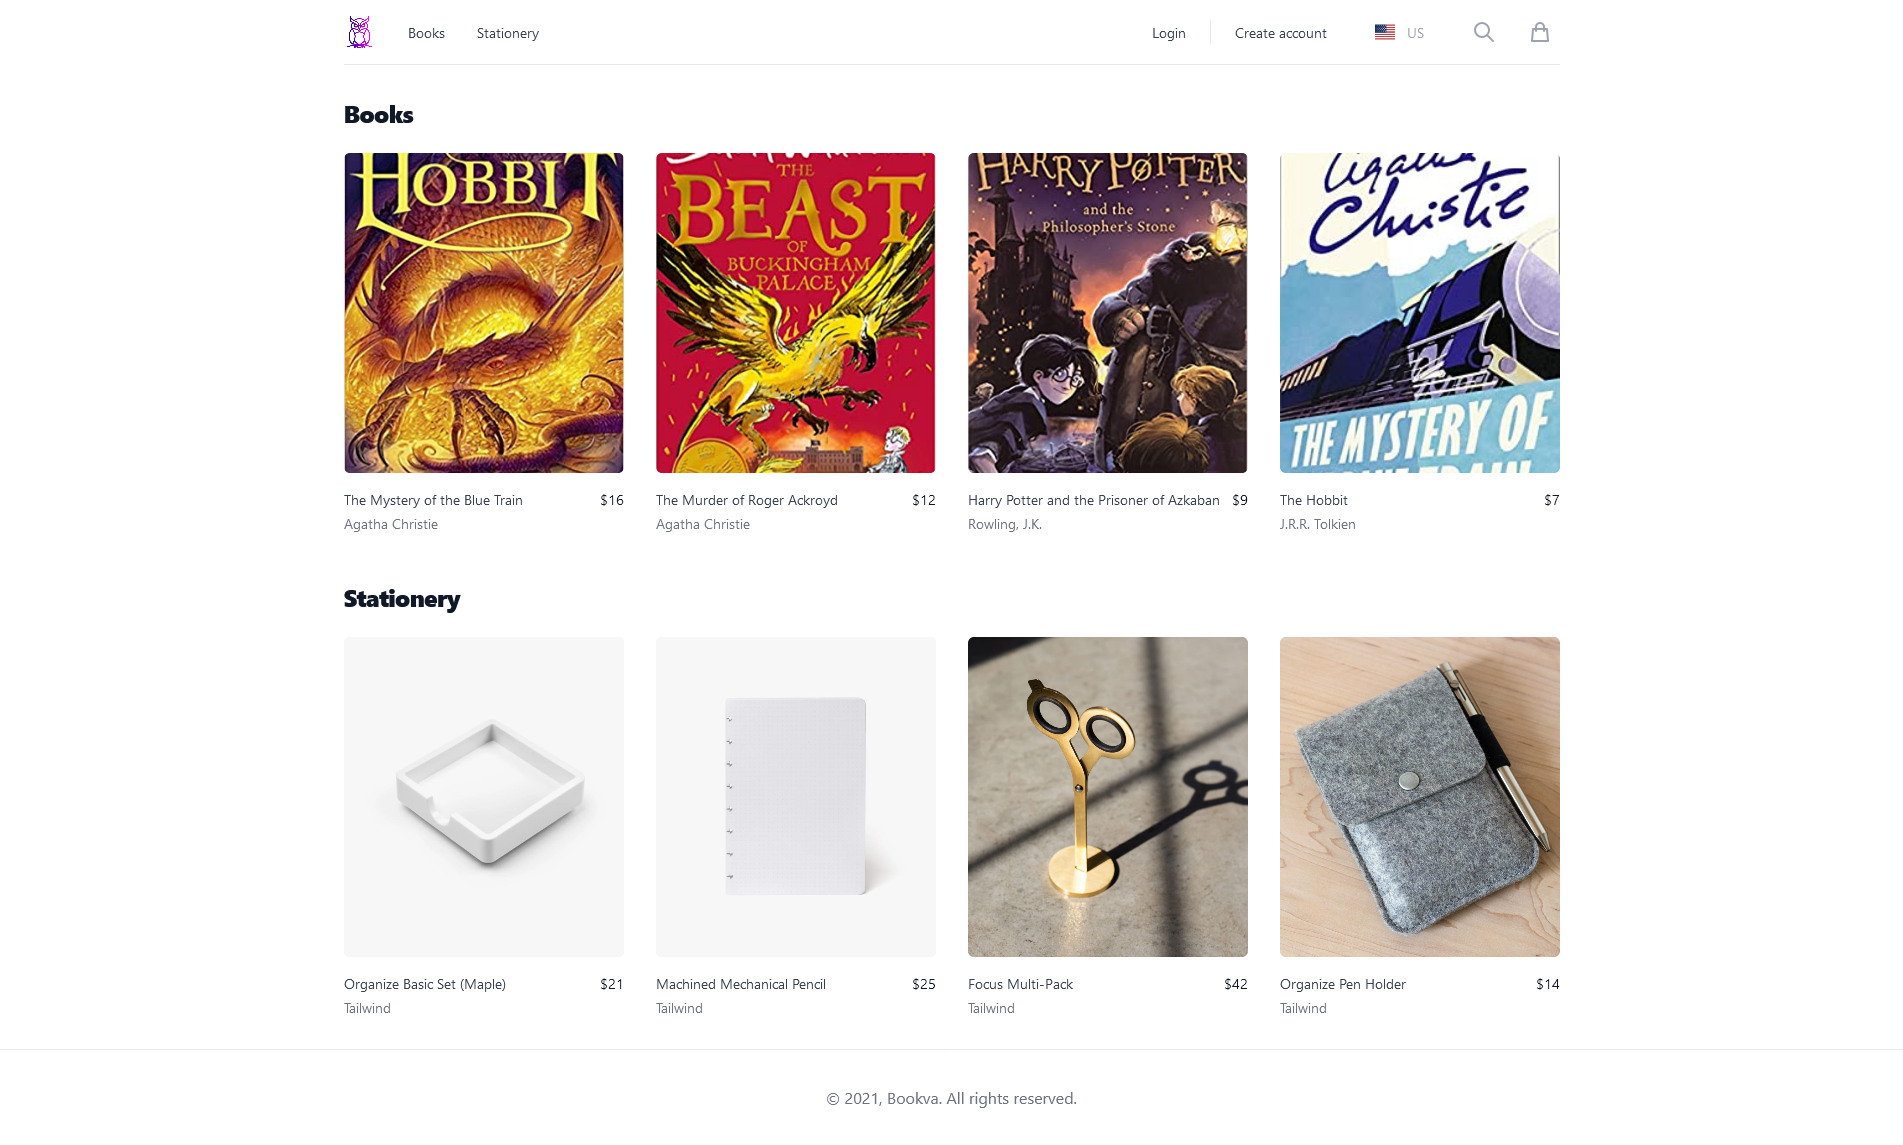 Books Stationery Login Create account US
Books
HOBBIT
THE
BEAST
OF
BUCKINGHAM
PALACE
HARRY POTTER
and the
Philosopher's Stone
Agatha
Christie
THE MYSTERY OF
The Mystery of the Blue Train $16
Agatha Christie
The Murder of Roger Ackroyd $12
Agatha Christie
Harry Potter and the Prisoner of Azkaban $9
Rowling, J.K.
The Hobbit $7
J.R.R. Tolkien
Stationery
Organize Basic Set (Maple) $21
Tailwind
Machined Mechanical Pencil $25
Tailwind
Focus Multi-Pack $42
Tailwind
Organize Pen Holder $14
Tailwind
© 2021, Bookva. All rights reserved.